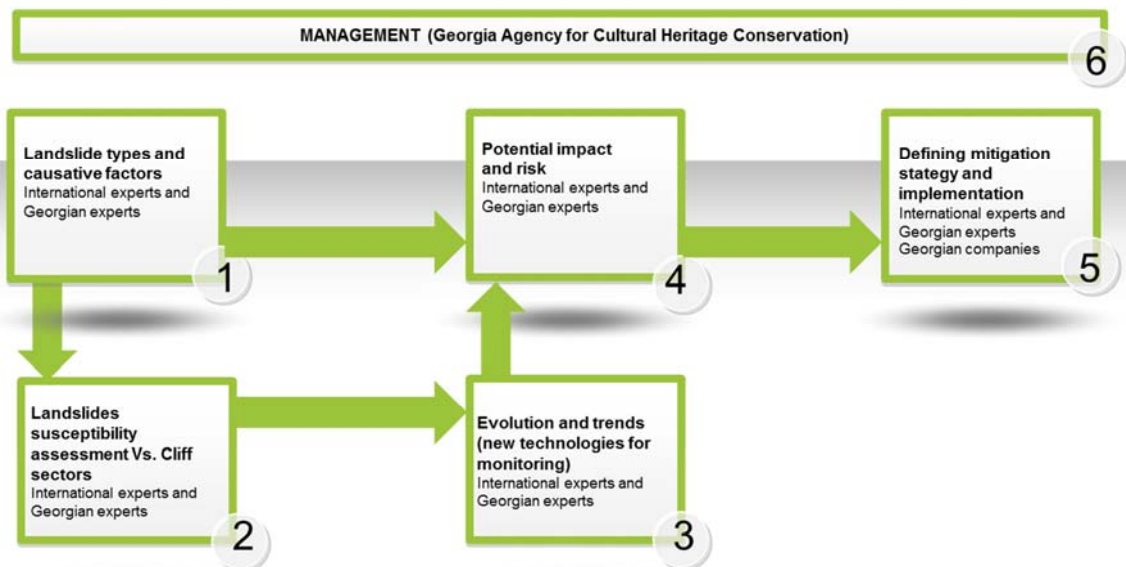 MANAGEMENT (Georgia Agency for Cultural Heritage Conservation)
6
Landslide types and
causative factors
International experts and
Georgian experts
1
Potential impact
and risk
International experts and
Georgian experts
4
Defining mitigation
stategy and
implementation
International experts and
Georgian experts
Georgian companies
5
Landslides
susceptibility
assessment Vs. Cliff
sectors
International experts and
Georgian experts
2
Evolution and trends
(new technologies for
monitoring)
International experts and
Georgian experts
3